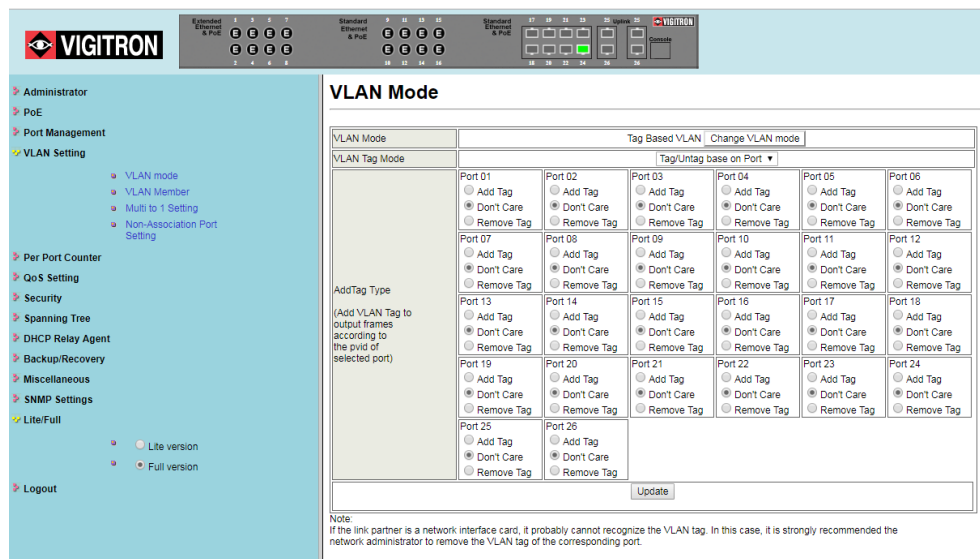 VIGITRON
Extended
Ethernet
& PoE
1 3 5 7
2 4 6 8
Standard
Ethernet
& PoE
9 11 13 15
10 12 14 16
Standard
Ethernet
& PoE
17 19 21 23
18 20 22 24
25 Uplink 25
26 26
VIGITRON
Console
Administrator
PoE
Port Management
VLAN Setting
VLAN mode
VLAN Member
Multi to 1 Setting
Non-Association Port
Setting
Per Port Counter
QoS Setting
Security
Spanning Tree
DHCP Relay Agent
Backup/Recovery
Miscellaneous
SNMP Settings
Lite/Full
Lite version
Full version
Logout
VLAN Mode
VLAN Mode Tag Based VLAN Change VLAN mode
VLAN Tag Mode Tag/Untag base on Port
AddTag Type
(Add VLAN Tag to
output frames
according to
the pvid of
selected port)
Port 01 Port 02 Port 03 Port 04 Port 05 Port 06
Add Tag Add Tag Add Tag Add Tag Add Tag Add Tag
Don't Care Don't Care Don't Care Don't Care Don't Care Don't Care
Remove Tag Remove Tag Remove Tag Remove Tag Remove Tag Remove Tag
Port 07 Port 08 Port 09 Port 10 Port 11 Port 12
Add Tag Add Tag Add Tag Add Tag Add Tag Add Tag
Don't Care Don't Care Don't Care Don't Care Don't Care Don't Care
Remove Tag Remove Tag Remove Tag Remove Tag Remove Tag Remove Tag
Port 13 Port 14 Port 15 Port 16 Port 17 Port 18
Add Tag Add Tag Add Tag Add Tag Add Tag Add Tag
Don't Care Don't Care Don't Care Don't Care Don't Care Don't Care
Remove Tag Remove Tag Remove Tag Remove Tag Remove Tag Remove Tag
Port 19 Port 20 Port 21 Port 22 Port 23 Port 24
Add Tag Add Tag Add Tag Add Tag Add Tag Add Tag
Don't Care Don't Care Don't Care Don't Care Don't Care Don't Care
Remove Tag Remove Tag Remove Tag Remove Tag Remove Tag Remove Tag
Port 25 Port 26
Add Tag Add Tag
Don't Care Don't Care
Remove Tag Remove Tag
Update
Note:
If the link partner is a network interface card, it probably cannot recognize the VLAN tag. In this case, it is strongly recommended the
network administrator to remove the VLAN tag of the corresponding port.